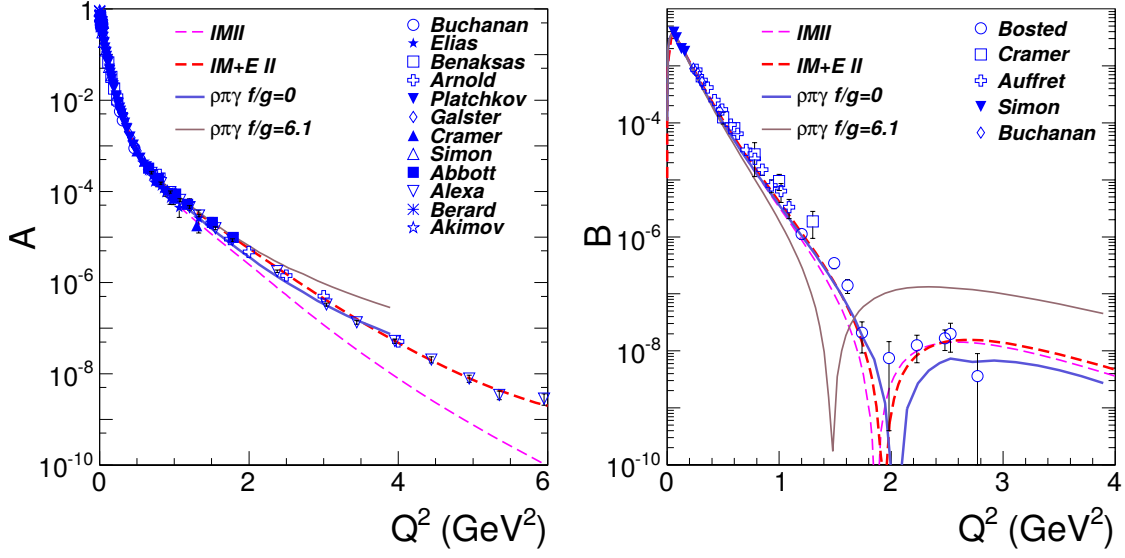 A
1
10^-2
10^-4
10^-6
10^-8
10^-10
0 2 4 6
Q^2 (GeV^2)
IMII
IM+E II
ρπγ f/g=0
ρπγ f/g=6.1
Buchanan
Elias
Benaksas
Arnold
Platchkov
Galster
Cramer
Simon
Abbott
Alexa
Berard
Akimov
B
10^-4
10^-6
10^-8
10^-10
0 1 2 3 4
Q^2 (GeV^2)
IMII
IM+E II
ρπγ f/g=0
ρπγ f/g=6.1
Bosted
Cramer
Auffret
Simon
Buchanan